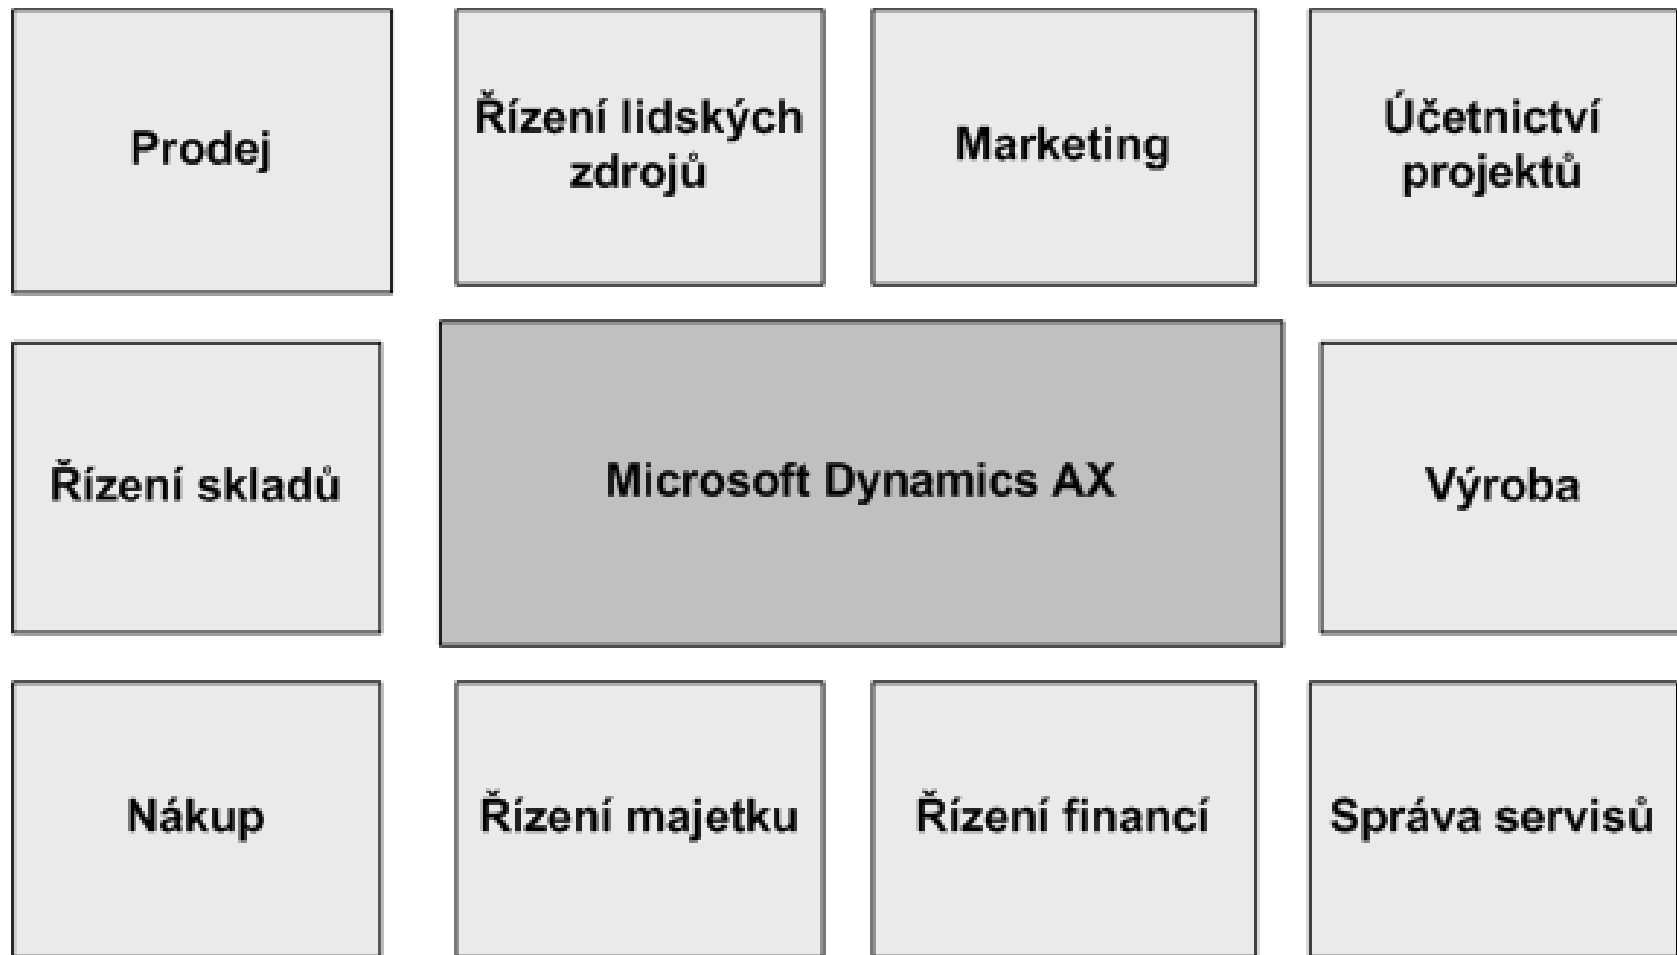 Prodej
Řízení lidských
zdrojů
Marketing
Účetnictví
projektů
Řízení skladů
Microsoft Dynamics AX
Výroba
Nákup
Řízení majetku
Řízení financí
Správa servisů